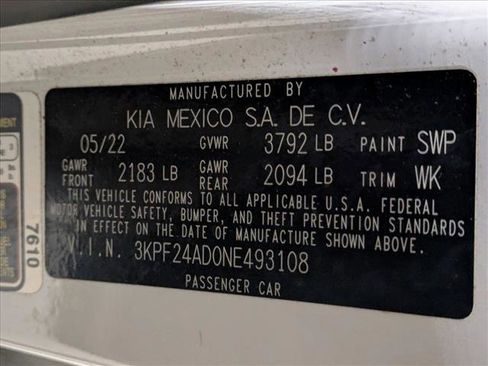 MANUFACTURED BY
KIA MEXICO S.A. DE C.V.
05/22 GVWR 3792 LB PAINT SWP
GAWR FRONT 2183 LB GAWR REAR 2094 LB TRIM WK
THIS VEHICLE CONFORMS TO ALL APPLICABLE U.S.A. FEDERAL
MOTOR VEHICLE SAFETY, BUMPER, AND THEFT PREVENTION STANDARDS
IN EFFECT ON THE DATE OF MANUFACTURE SHOWN ABOVE.
V.I.N. 3KPF24AD0NE493108
PASSENGER CAR
7610